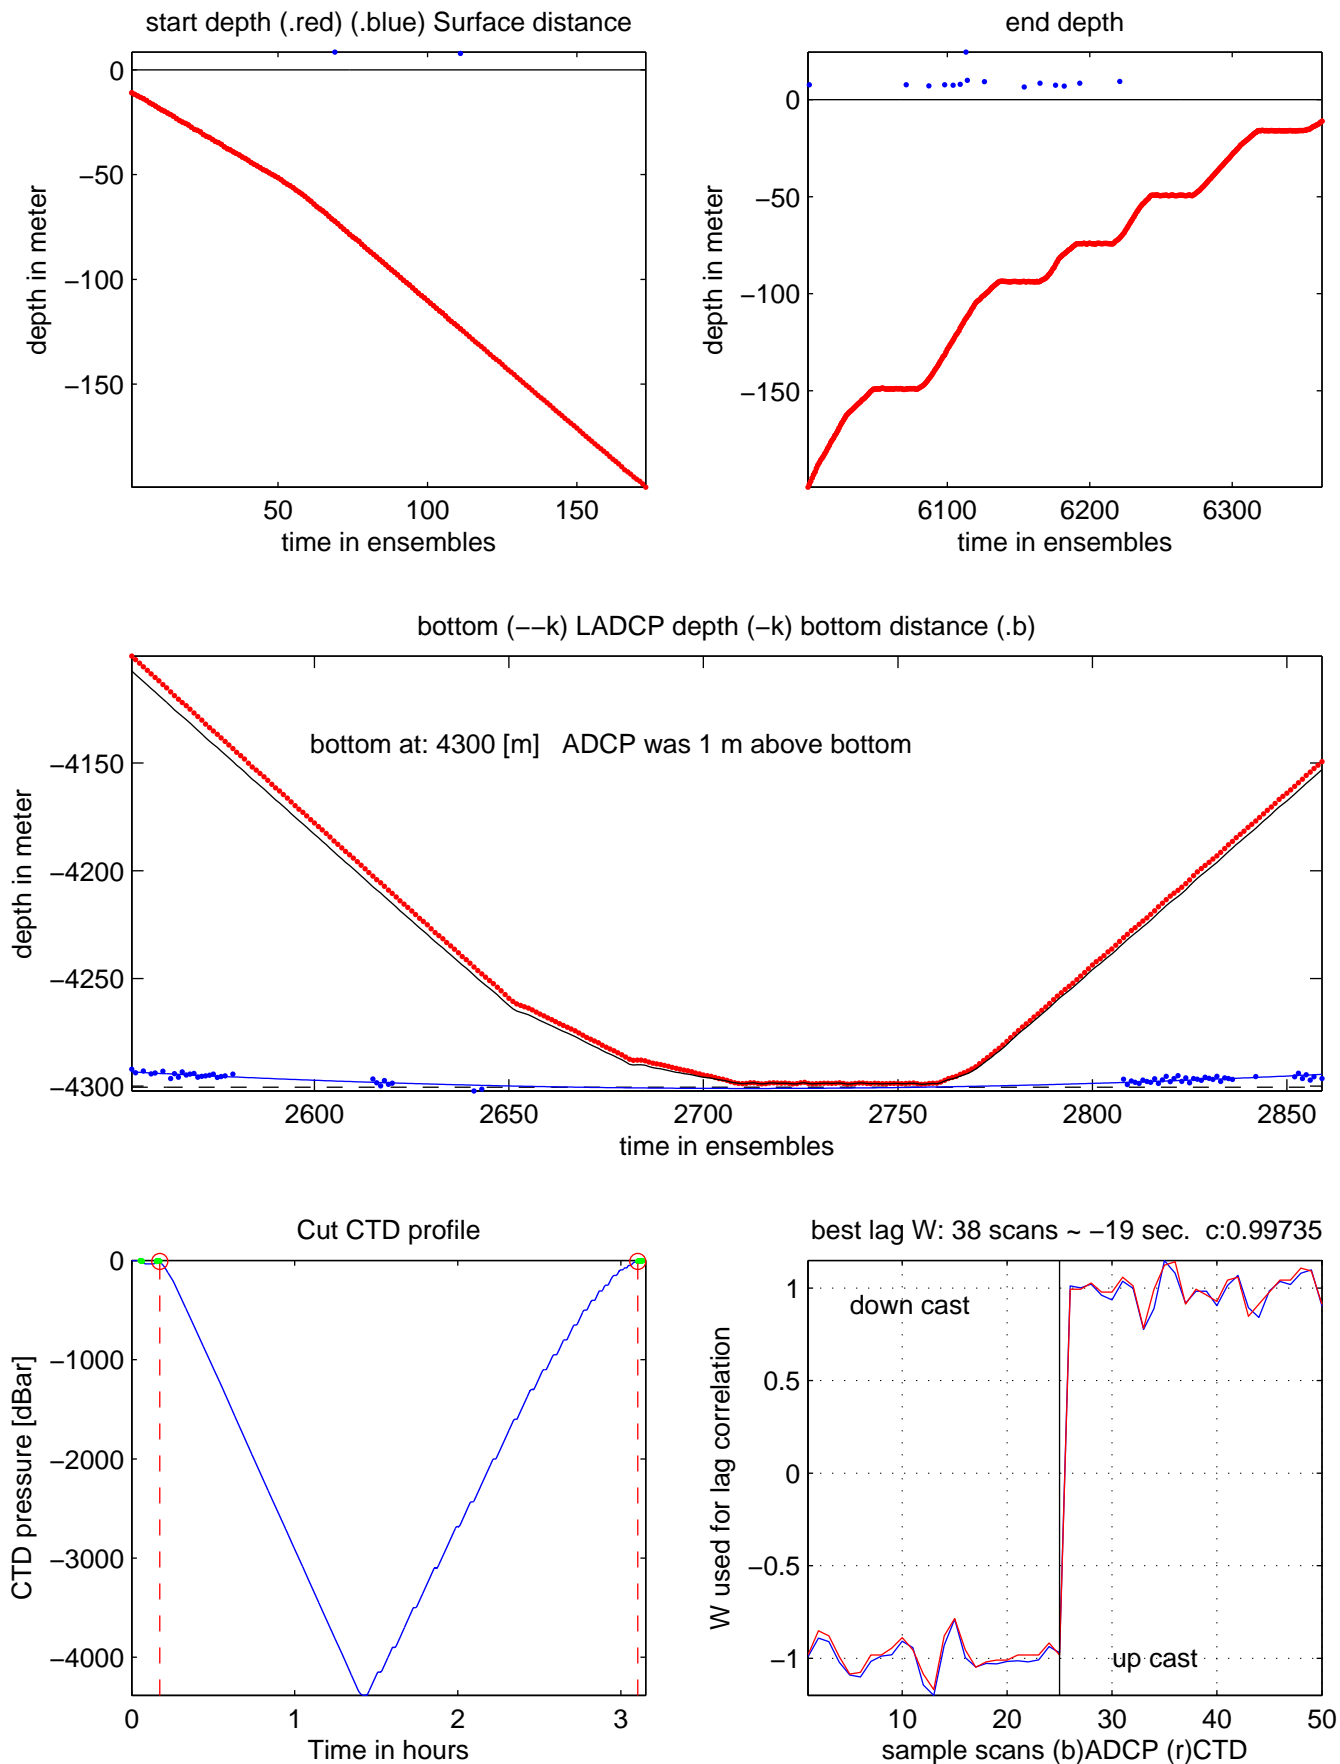 start depth (.red) (.blue) Surface distance
0
−50
−100
−150
depth in meter
50
100
150
time in ensembles
end depth
0
−50
−100
−150
depth in meter
6100
6200
6300
time in ensembles
bottom (−−k) LADCP depth (−k) bottom distance (.b)
bottom at: 4300 [m]   ADCP was 1 m above bottom
−4150
−4200
−4250
−4300
depth in meter
2600
2650
2700
2750
2800
2850
time in ensembles
Cut CTD profile
0
−1000
−2000
−3000
−4000
CTD pressure [dBar]
0
1
2
3
Time in hours
best lag W: 38 scans ~ −19 sec.  c:0.99735
down cast
1
0.5
0
−0.5
−1
W used for lag correlation
up cast
10
20
30
40
50
sample scans (b)ADCP (r)CTD